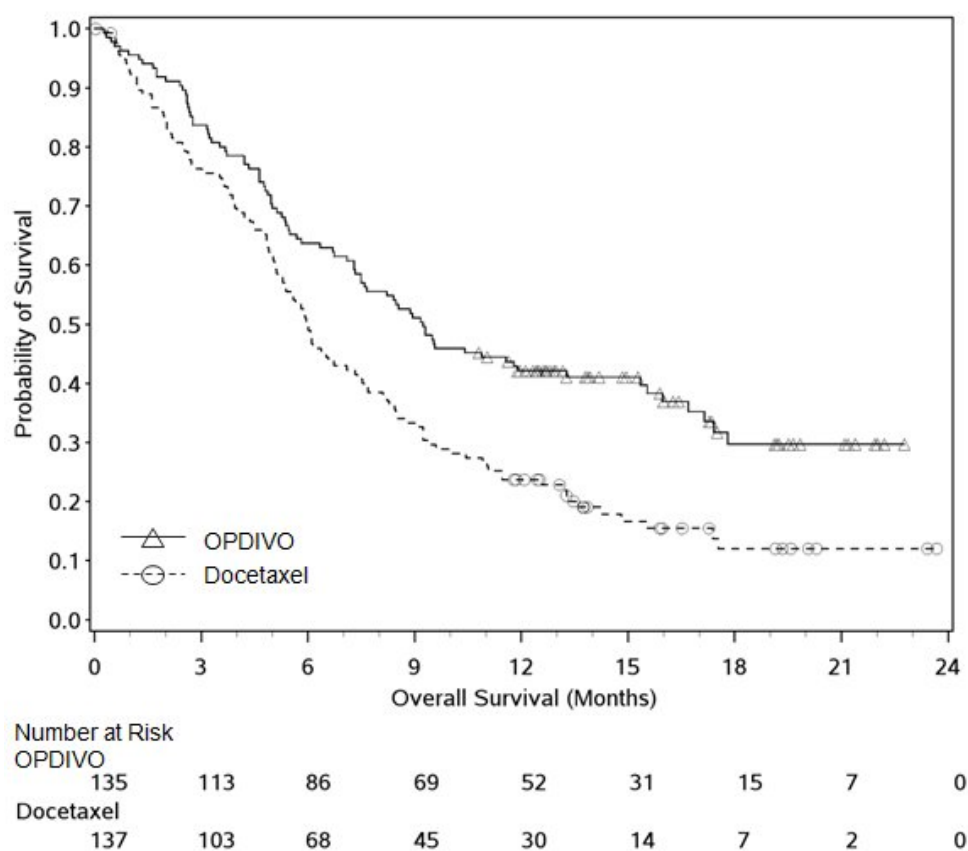 1.0
0.9
0.8
0.7
0.6
0.5
0.4
0.3
0.2
0.1
0.0
Probability of Survival
OPDIVO
Docetaxel
0 3 6 9 12 15 18 21 24
Overall Survival (Months)
Number at Risk
OPDIVO
135 113 86 69 52 31 15 7 0
Docetaxel
137 103 68 45 30 14 7 2 0